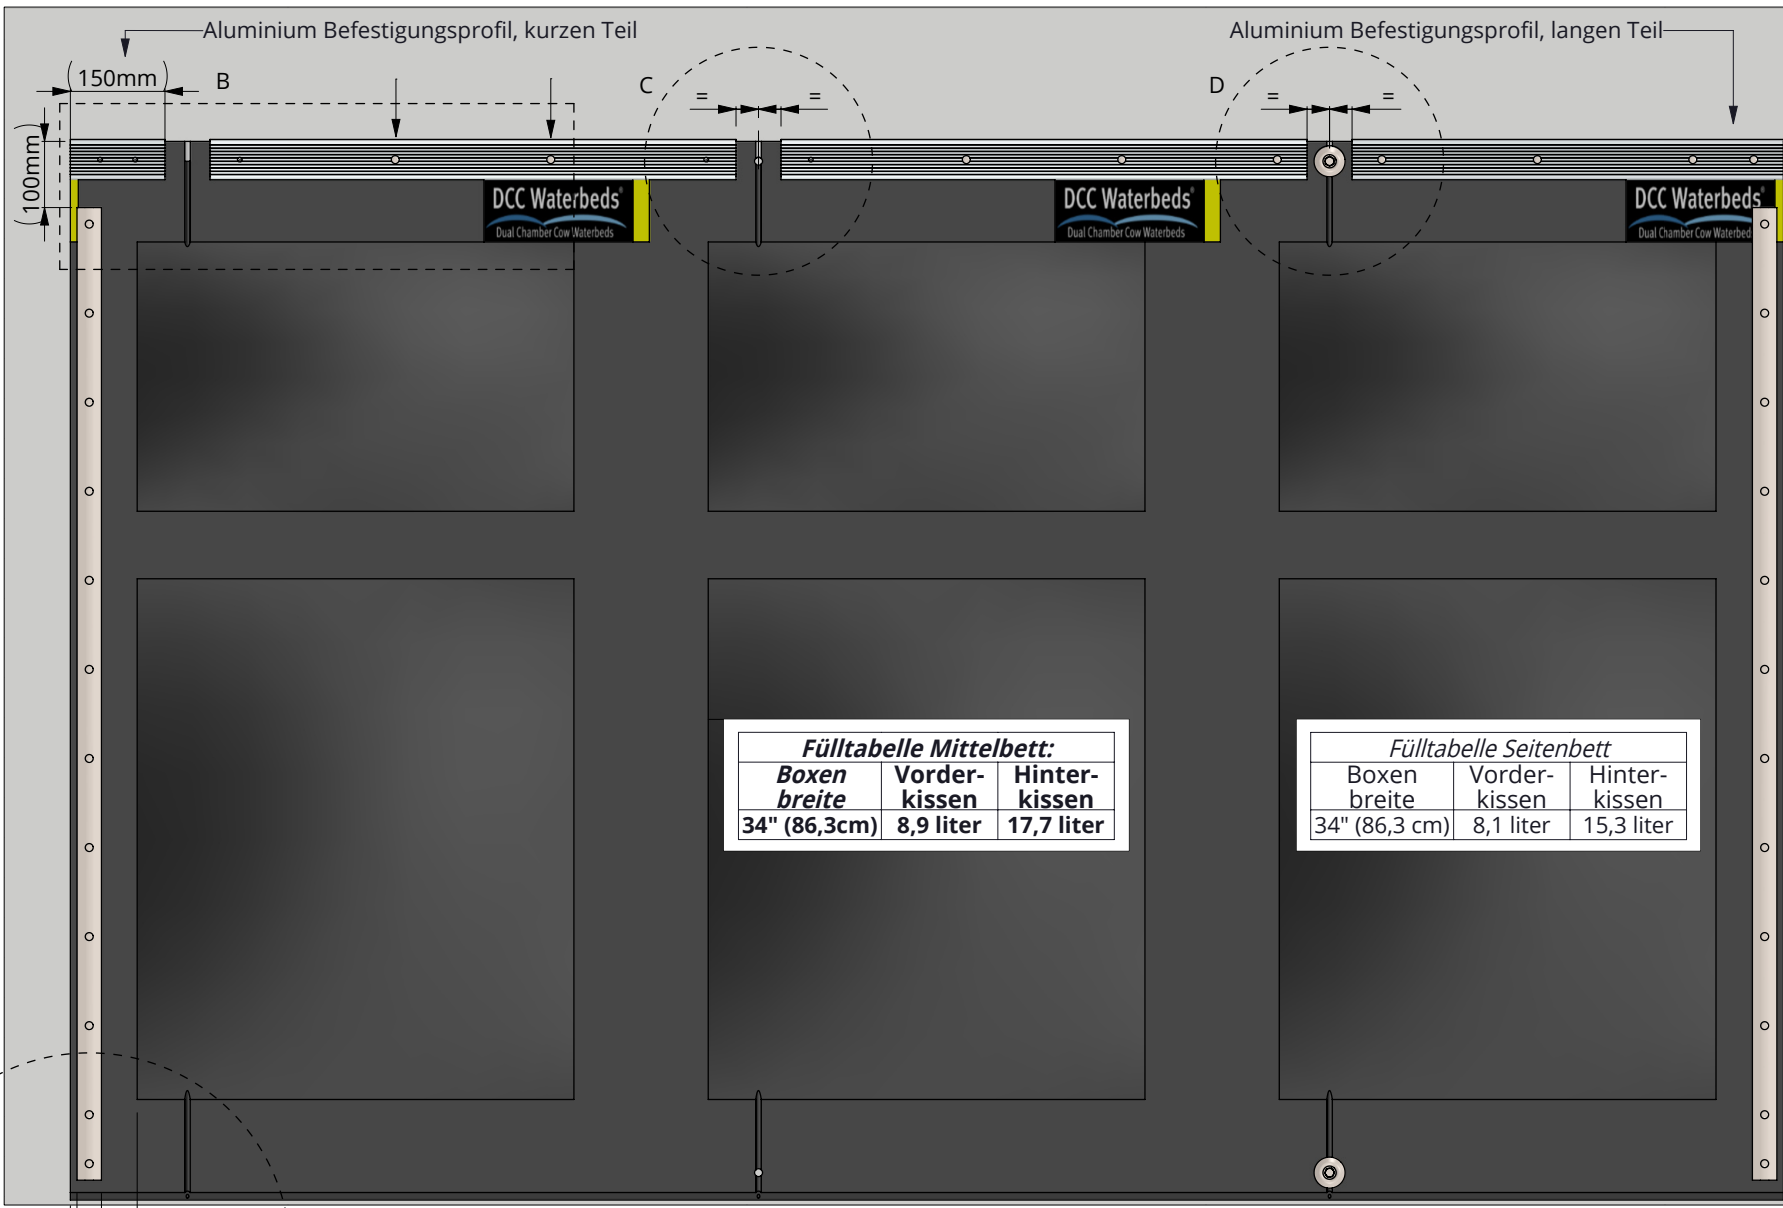 Aluminium Befestigungsprofil, kurzen Teil
Aluminium Befestigungsprofil, langen Teil
(150mm)
B
C
= =
D
= =
(100mm)
DCC Waterbeds®
Dual Chamber Cow Waterbeds
DCC Waterbeds®
Dual Chamber Cow Waterbeds
DCC Waterbeds
Dual Chamber Cow Waterbed
Fülltabelle Mittelbett:
Boxen Vorder- Hinter-
breite kissen kissen
34" (86,3cm) 8,9 liter 17,7 liter
Fülltabelle Seitenbett
Boxen Vorder- Hinter-
breite kissen kissen
34" (86,3 cm) 8,1 liter 15,3 liter